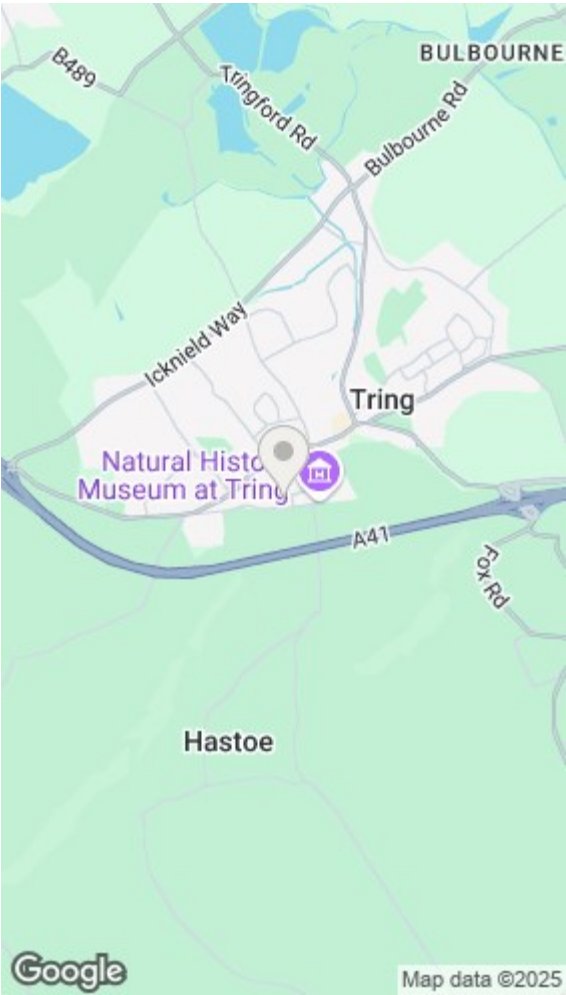 BULBOURNE
B489
Tringford Rd
Bulbourne Rd
Icknield Way
Tring
Natural Histo
Museum at Tring
A41
Fox Rd
Hastoe
Google
Map data ©2025